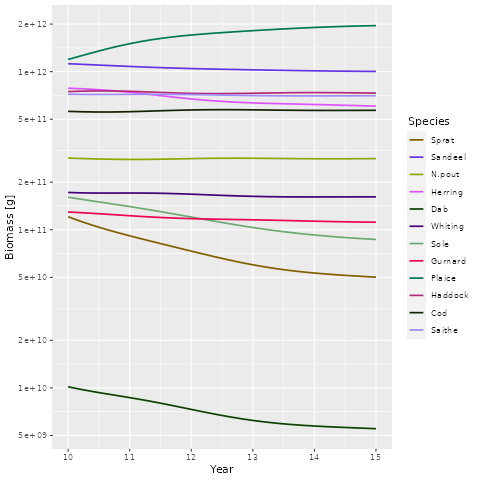 2e+12
1e+12
5e+11
2e+11
1e+11
5e+10
2e+10
1e+10
5e+09
Biomass [g]
10 11 12 13 14 15
Year
Species
Sprat
Sandeel
N.pout
Herring
Dab
Whiting
Sole
Gurnard
Plaice
Haddock
Cod
Saithe